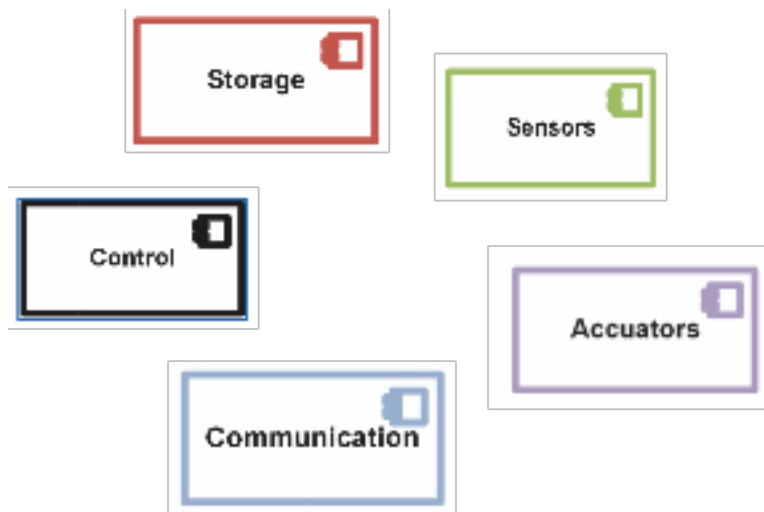 Storage
Sensors
Control
Accuators
Communication